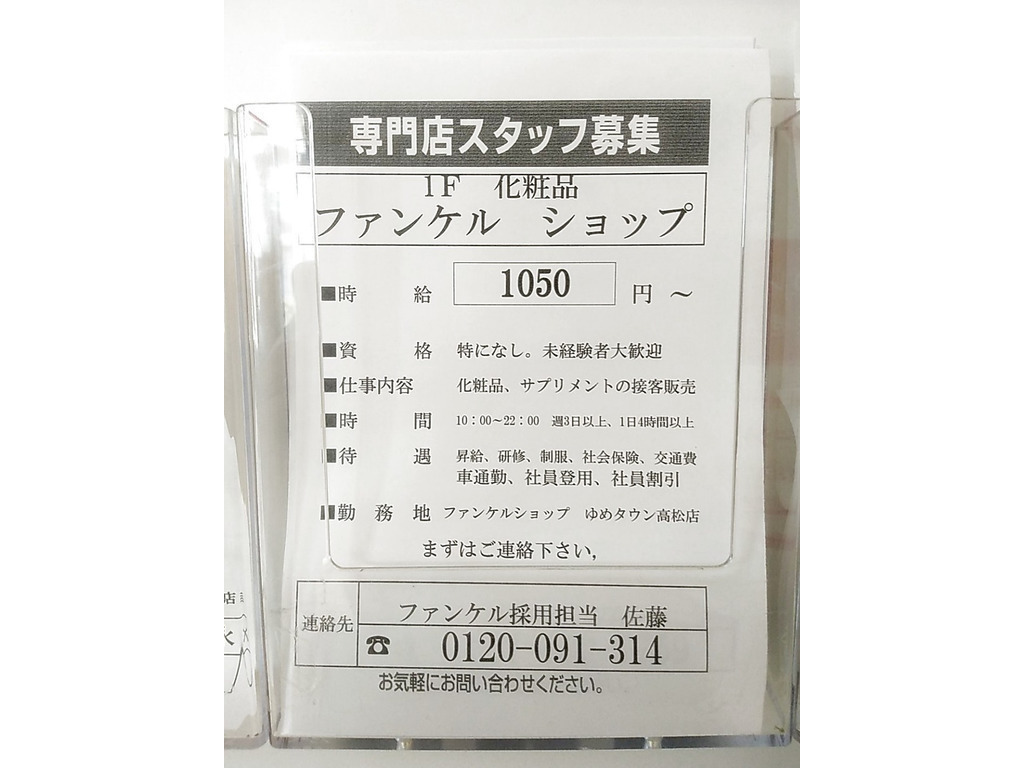 専門店スタッフ募集
1F 化粧品
ファンケル ショップ
■時 給 1050 円 ～
■資 格 特になし。未経験者大歓迎
■仕事内容 化粧品、サプリメントの接客販売
■時 間 10：00～22：00 週3日以上、1日4時間以上
■待 遇 昇給、研修、制服、社会保険、交通費
車通勤、社員登用、社員割引
■勤 務 地 ファンケルショップ ゆめタウン高松店
まずはご連絡下さい,
連絡先 ファンケル採用担当 佐藤
☎ 0120-091-314
お気軽にお問い合わせください。
店